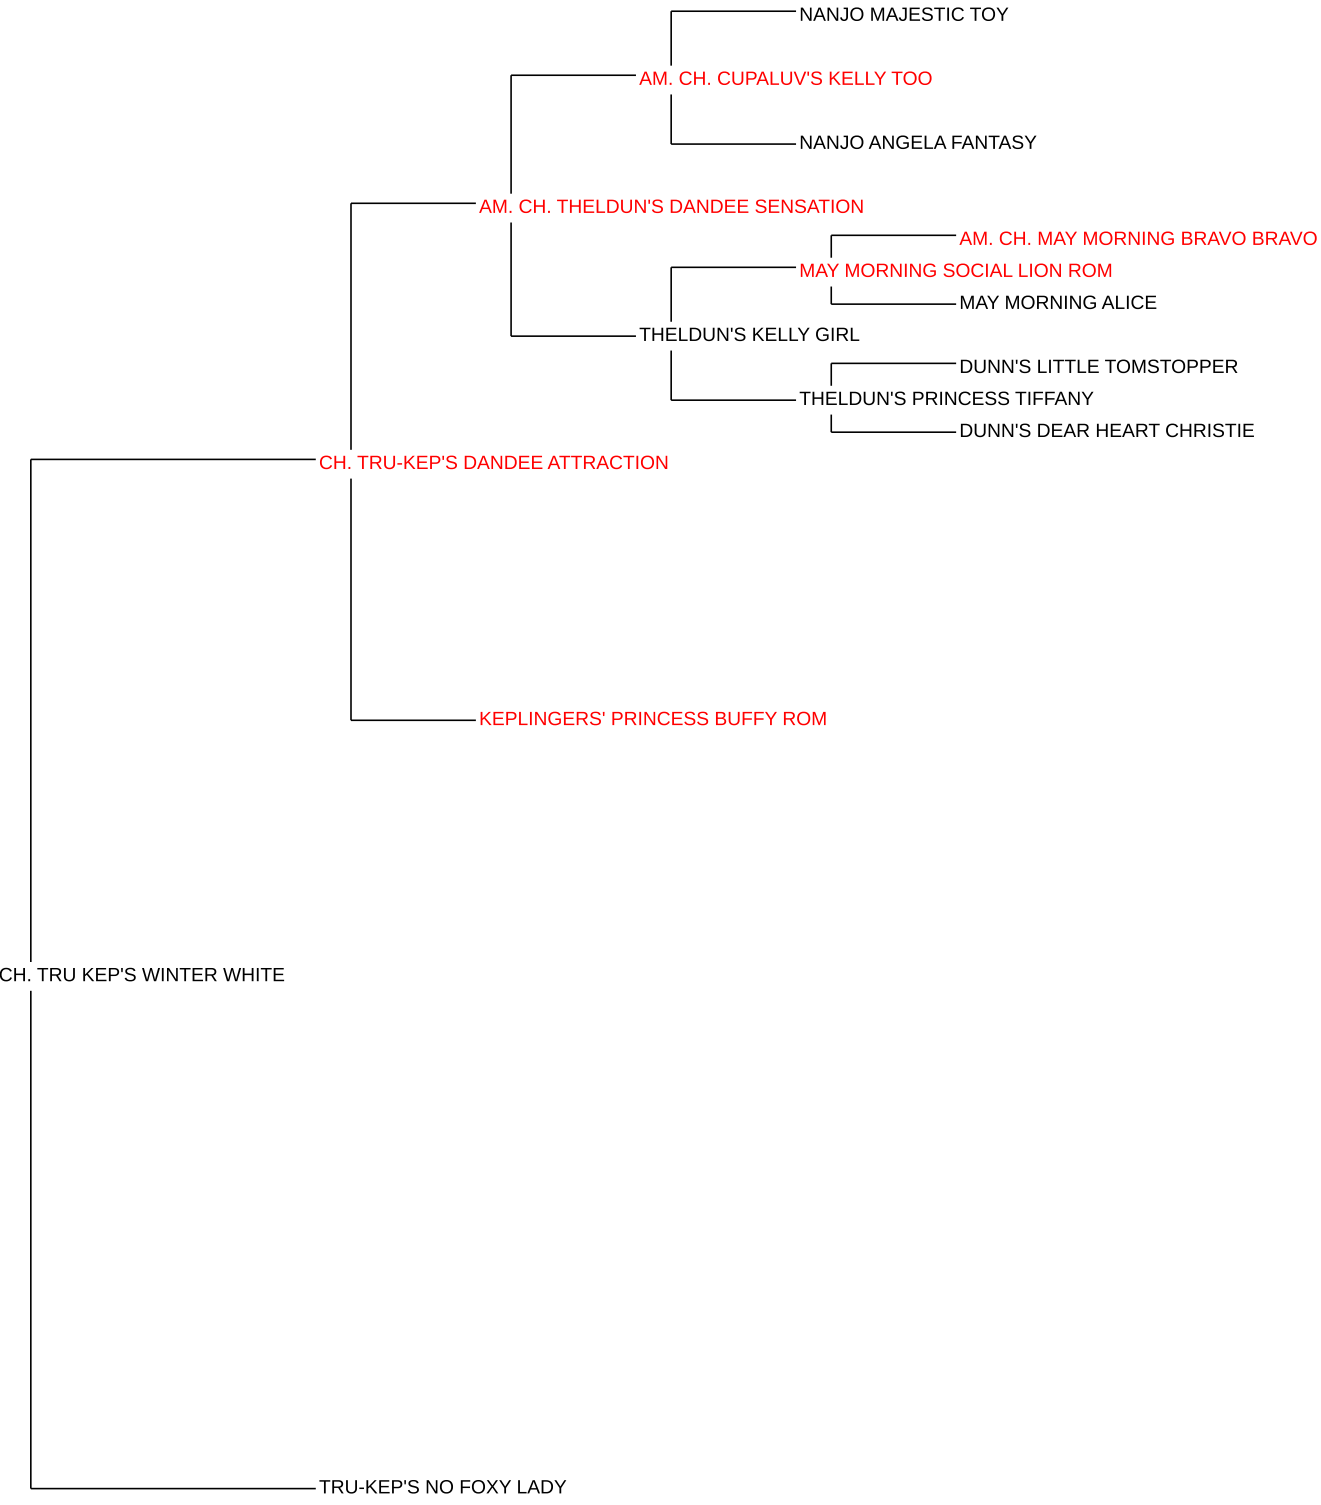 NANJO MAJESTIC TOY
AM. CH. CUPALUV'S KELLY TOO
NANJO ANGELA FANTASY
AM. CH. THELDUN'S DANDEE SENSATION
AM. CH. MAY MORNING BRAVO BRAVO
MAY MORNING SOCIAL LION ROM
MAY MORNING ALICE
THELDUN'S KELLY GIRL
DUNN'S LITTLE TOMSTOPPER
THELDUN'S PRINCESS TIFFANY
DUNN'S DEAR HEART CHRISTIE
CH. TRU-KEP'S DANDEE ATTRACTION
KEPLINGERS' PRINCESS BUFFY ROM
CH. TRU KEP'S WINTER WHITE
TRU-KEP'S NO FOXY LADY